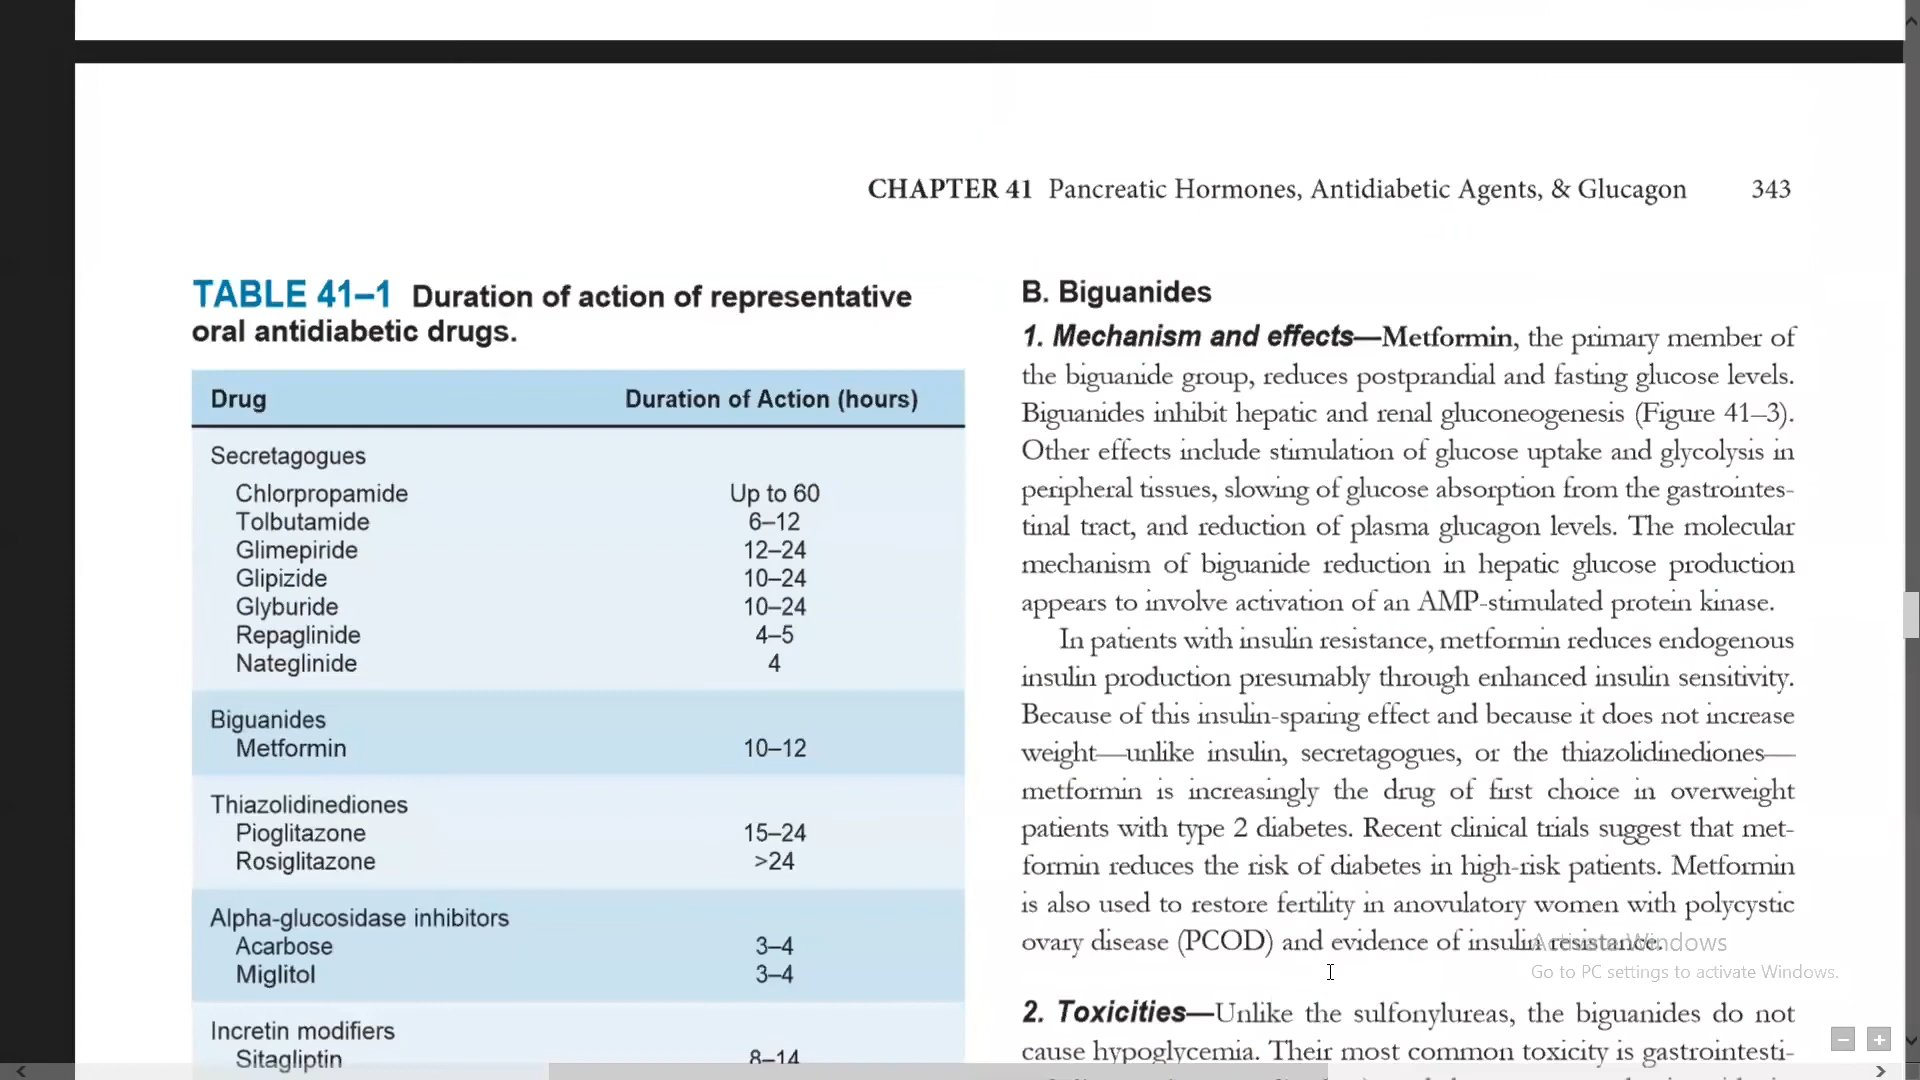 CHAPTER 41 Pancreatic Hormones, Antidiabetic Agents, & Glucagon 343
TABLE 41–1 Duration of action of representative
oral antidiabetic drugs.
Drug Duration of Action (hours)
Secretagogues
Chlorpropamide Up to 60
Tolbutamide 6–12
Glimepiride 12–24
Glipizide 10–24
Glyburide 10–24
Repaglinide 4–5
Nateglinide 4
Biguanides
Metformin 10–12
Thiazolidinediones
Pioglitazone 15–24
Rosiglitazone >24
Alpha-glucosidase inhibitors
Acarbose 3–4
Miglitol 3–4
Incretin modifiers
Sitagliptin 8–14
B. Biguanides
1. Mechanism and effects—Metformin, the primary member of
the biguanide group, reduces postprandial and fasting glucose levels.
Biguanides inhibit hepatic and renal gluconeogenesis (Figure 41–3).
Other effects include stimulation of glucose uptake and glycolysis in
peripheral tissues, slowing of glucose absorption from the gastrointes-
tinal tract, and reduction of plasma glucagon levels. The molecular
mechanism of biguanide reduction in hepatic glucose production
appears to involve activation of an AMP-stimulated protein kinase.
In patients with insulin resistance, metformin reduces endogenous
insulin production presumably through enhanced insulin sensitivity.
Because of this insulin-sparing effect and because it does not increase
weight—unlike insulin, secretagogues, or the thiazolidinediones—
metformin is increasingly the drug of first choice in overweight
patients with type 2 diabetes. Recent clinical trials suggest that met-
formin reduces the risk of diabetes in high-risk patients. Metformin
is also used to restore fertility in anovulatory women with polycystic
ovary disease (PCOD) and evidence of insulin resistance.
Activate Windows
Go to PC settings to activate Windows.
2. Toxicities—Unlike the sulfonylureas, the biguanides do not
cause hypoglycemia. Their most common toxicity is gastrointesti-